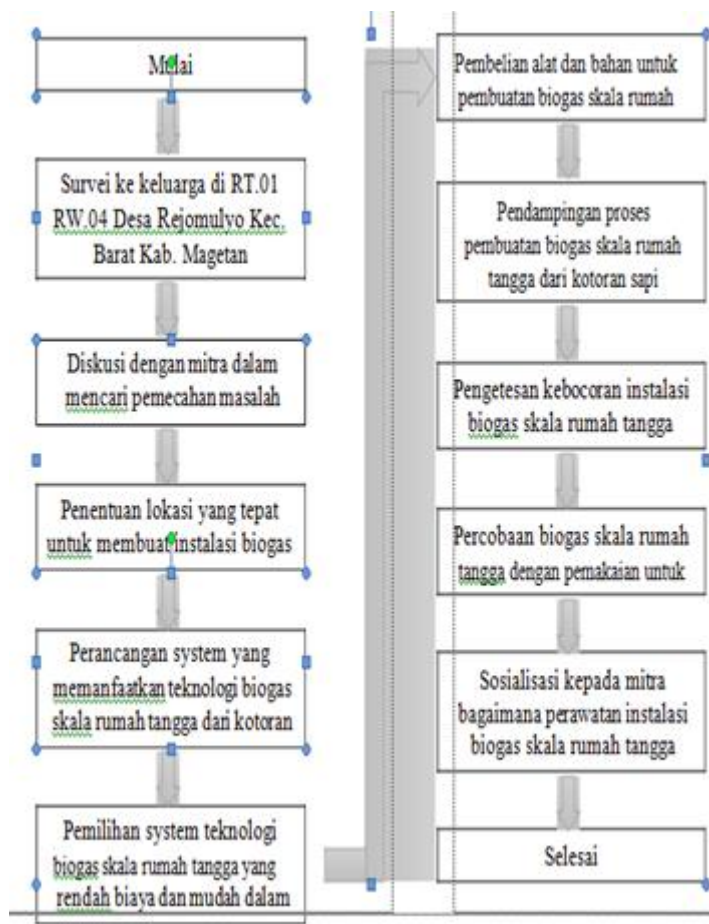 Mulai
Survei ke keluarga di RT.01
RW.04 Desa Rejomulyo Kec.
Barat Kab. Magetan
Diskusi dengan mitra dalam
mencari pemecahan masalah
Penentuan lokasi yang tepat
untuk membuat instalasi biogas
Perancangan system yang
memanfaatkan teknologi biogas
skala rumah tangga dari kotoran
Pemilihan system teknologi
biogas skala rumah tangga yang
rendah biaya dan mudah dalam
Pembelian alat dan bahan untuk
pembuatan biogas skala rumah
Pendampingan proses
pembuatan biogas skala rumah
tangga dari kotoran sapi
Pengetesan kebocoran instalasi
biogas skala rumah tangga
Percobaan biogas skala rumah
tangga dengan pemakaian untuk
Sosialisasi kepada mitra
bagaimana perawatan instalasi
biogas skala rumah tangga
Selesai